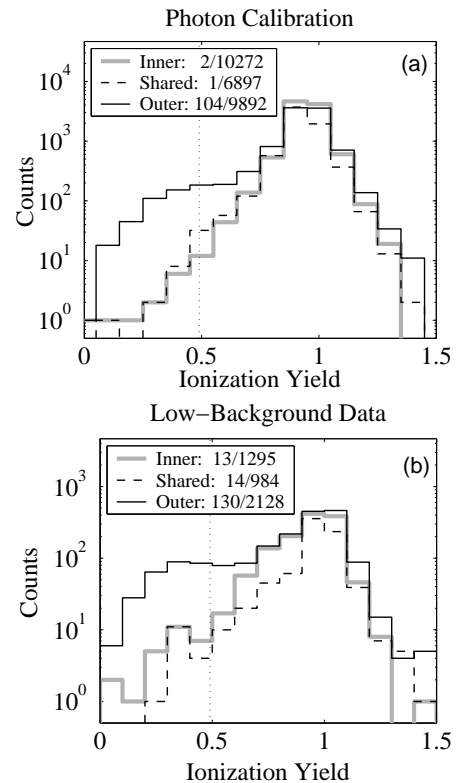 Photon Calibration
Inner: 2/10272
Shared: 1/6897
Outer: 104/9892
(a)
Counts
10^4
10^3
10^2
10^1
10^0
0
0.5
1
1.5
Ionization Yield
Low−Background Data
Inner: 13/1295
Shared: 14/984
Outer: 130/2128
(b)
Counts
10^3
10^2
10^1
10^0
0
0.5
1
1.5
Ionization Yield